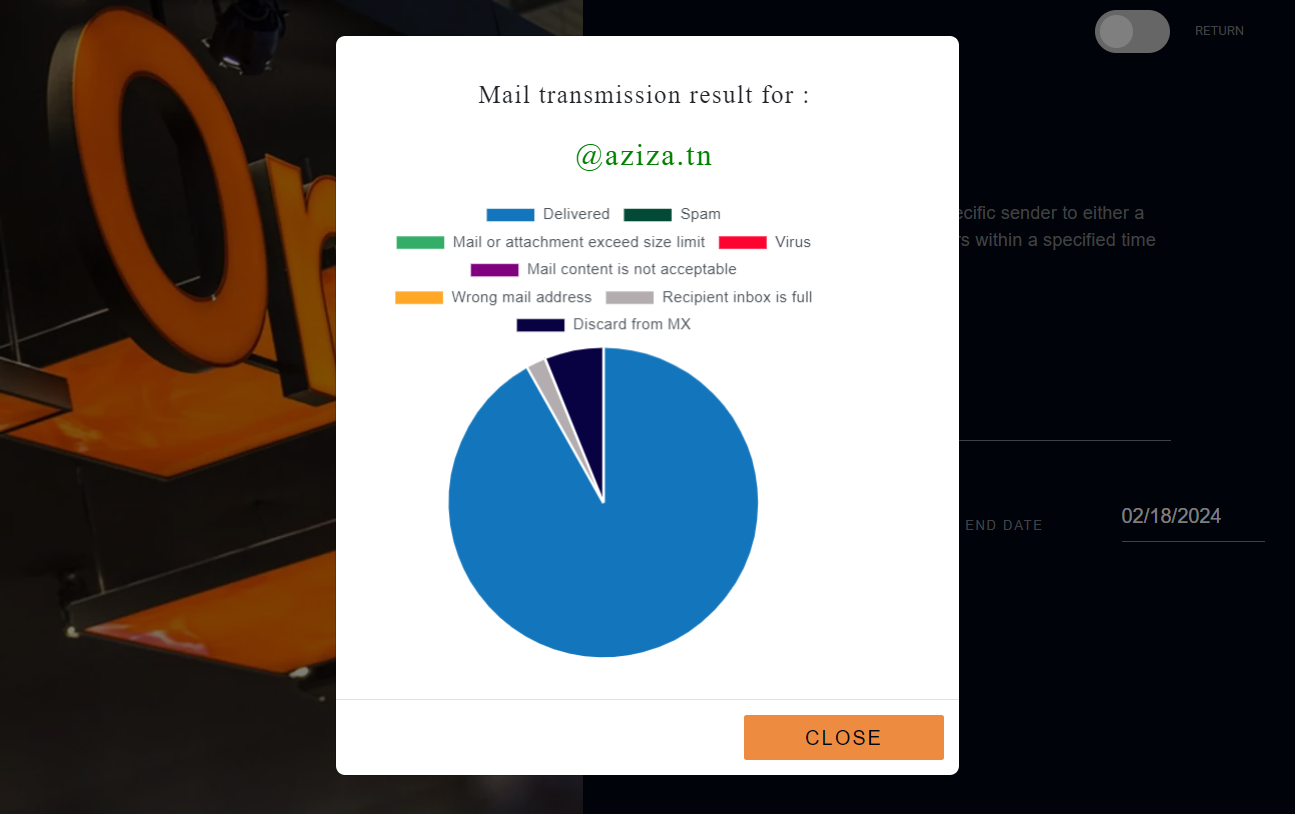 On
RETURN
Mail transmission result for :
@aziza.tn
Delivered Spam
Mail or attachment exceed size limit Virus
Mail content is not acceptable
Wrong mail address Recipient inbox is full
Discard from MX
ecific sender to either a
s within a specified time
END DATE 02/18/2024
CLOSE